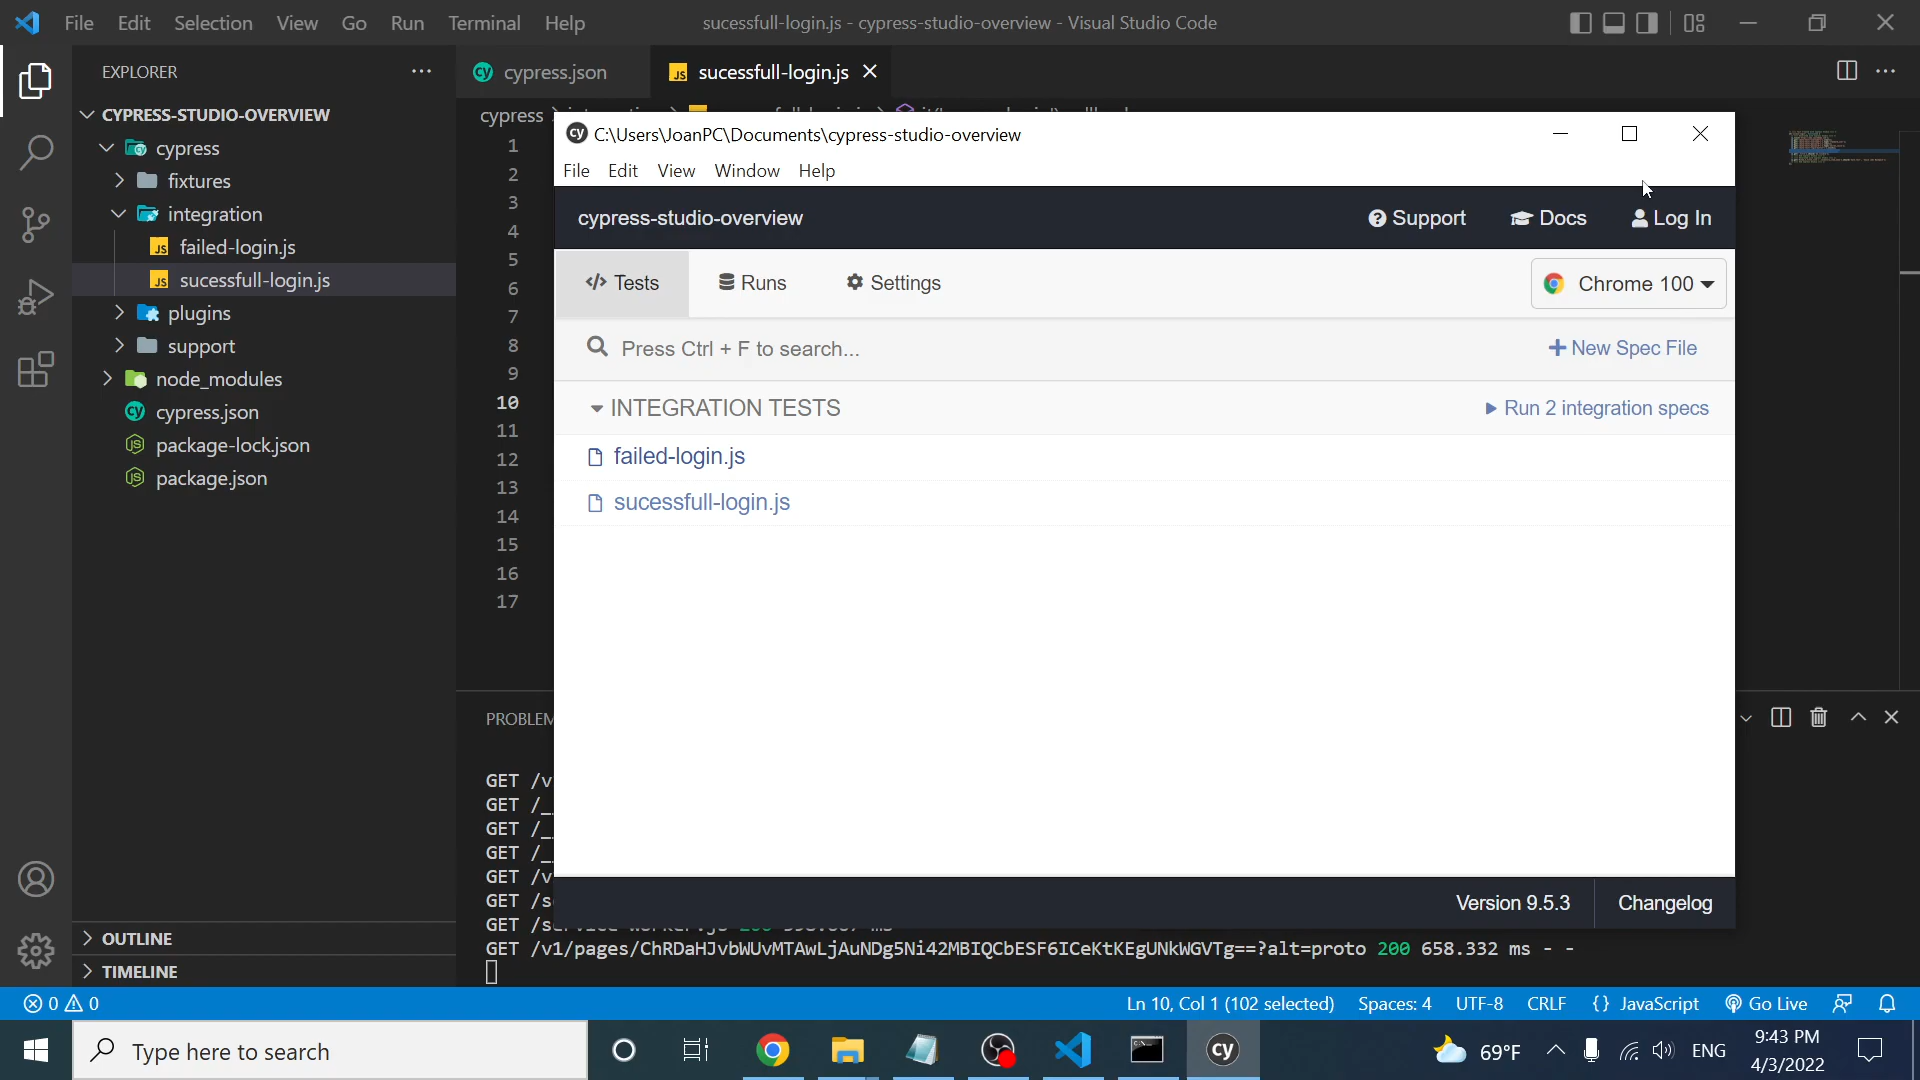 File Edit Selection View Go Run Terminal Help
sucessfull-login.js - cypress-studio-overview - Visual Studio Code
EXPLORER
cypress.json
JS sucessfull-login.js
CYPRESS-STUDIO-OVERVIEW
cypress
fixtures
integration
JS failed-login.js
JS sucessfull-login.js
plugins
support
node_modules
cypress.json
package-lock.json
package.json
OUTLINE
TIMELINE
cypress
1
2
3
4
5
6
7
8
9
10
11
12
13
14
15
16
17
cy C:\Users\JoanPC\Documents\cypress-studio-overview
File Edit View Window Help
cypress-studio-overview
Support Docs Log In
</> Tests Runs Settings
Chrome 100
Press Ctrl + F to search...
+ New Spec File
INTEGRATION TESTS
Run 2 integration specs
failed-login.js
sucessfull-login.js
Version 9.5.3
Changelog
GET /v
GET /_
GET /_
GET /_
GET /v
GET /s
GET
GET /v1/pages/ChRDaHJvbWUvMTAwLjAuNDg5Ni42MBIQCbESF6ICeKtKEgUNkWGVTg==?alt=proto 200 658.332 ms - -
0 0
Ln 10, Col 1 (102 selected) Spaces: 4 UTF-8 CRLF {} JavaScript Go Live
Type here to search
cy
69°F
ENG
9:43 PM
4/3/2022